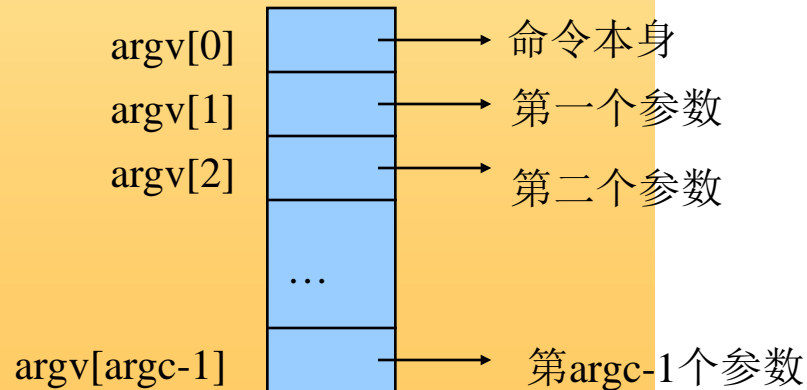 argv[0] 命令本身
argv[1] 第一个参数
argv[2] 第二个参数
…
argv[argc-1] 第argc-1个参数